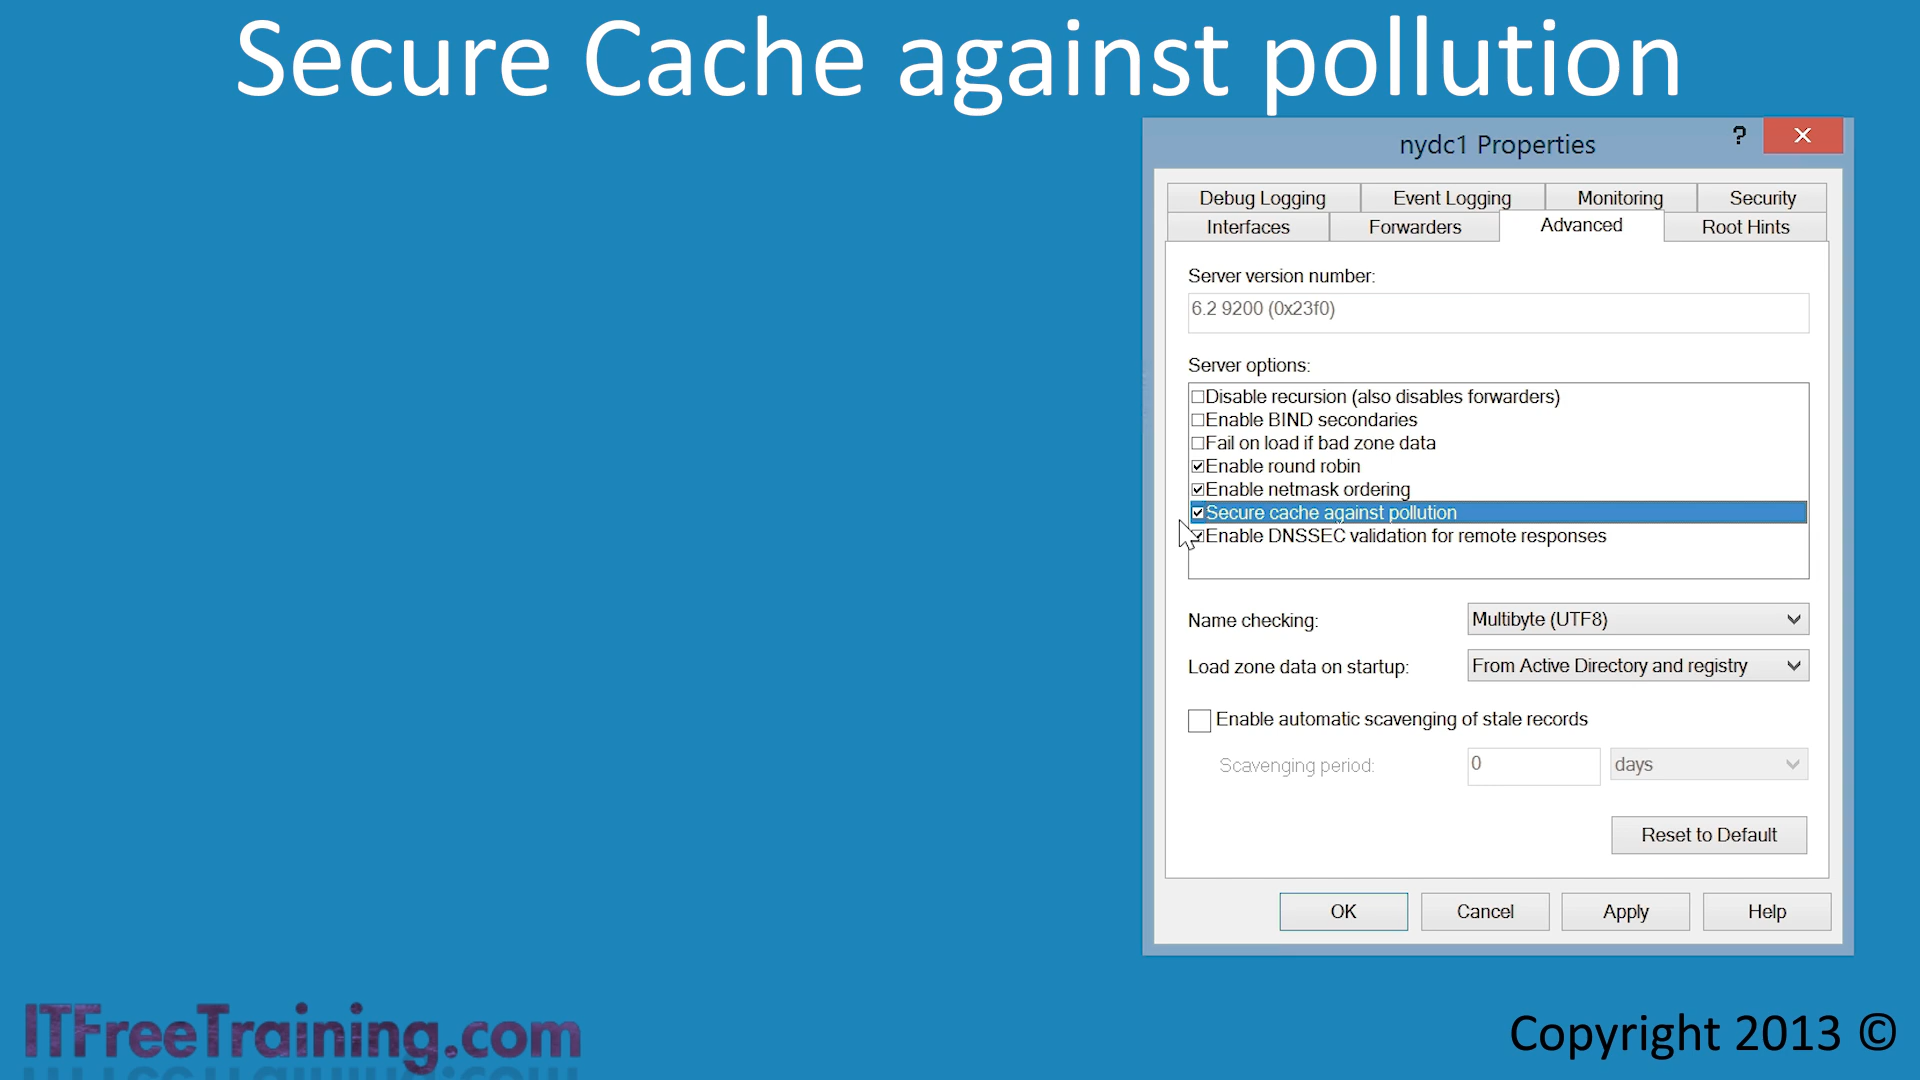 Secure Cache against pollution
nydc1 Properties
?
Debug Logging Event Logging Monitoring Security
Interfaces Forwarders Advanced Root Hints
Server version number:
6.2 9200 (0x23f0)
Server options:
Disable recursion (also disables forwarders)
Enable BIND secondaries
Fail on load if bad zone data
Enable round robin
Enable netmask ordering
Secure cache against pollution
Enable DNSSEC validation for remote responses
Name checking: Multibyte (UTF8)
Load zone data on startup: From Active Directory and registry
Enable automatic scavenging of stale records
Scavenging period: 0 days
Reset to Default
OK Cancel Apply Help
ITFreeTraining.com
Copyright 2013 ©